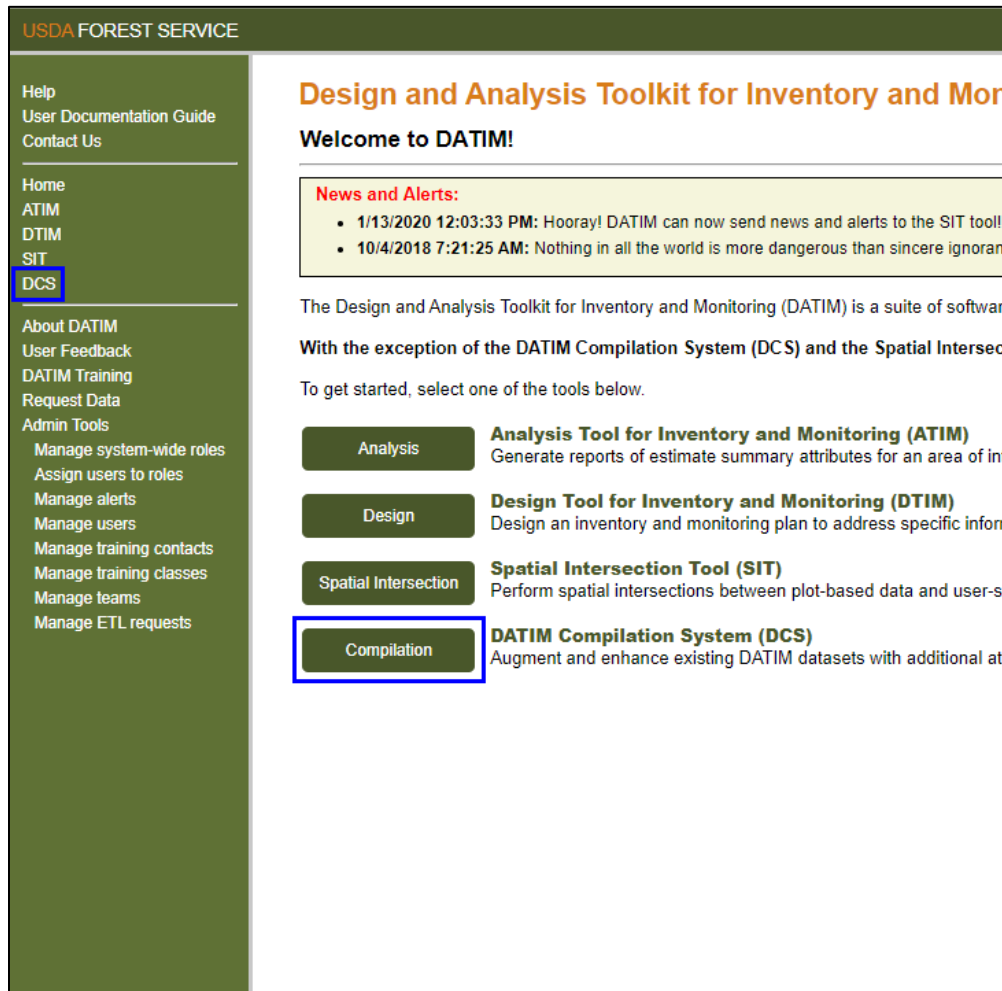 USDA FOREST SERVICE
Help
User Documentation Guide
Contact Us
Home
ATIM
DTIM
SIT
DCS
About DATIM
User Feedback
DATIM Training
Request Data
Admin Tools
Manage system-wide roles
Assign users to roles
Manage alerts
Manage users
Manage training contacts
Manage training classes
Manage teams
Manage ETL requests
Design and Analysis Toolkit for Inventory and
Welcome to DATIM!
News and Alerts:
• 1/13/2020 12:03:33 PM: Hooray! DATIM can now send news and alerts to the SIT tool!
• 10/4/2018 7:21:25 AM: Nothing in all the world is more dangerous than sincere
The Design and Analysis Toolkit for Inventory and Monitoring (DATIM) is a suite of
With the exception of the DATIM Compilation System (DCS) and the Spatial
To get started, select one of the tools below.
Analysis
Analysis Tool for Inventory and Monitoring (ATIM)
Generate reports of estimate summary attributes for an area of
Design
Design Tool for Inventory and Monitoring (DTIM)
Design an inventory and monitoring plan to address specific
Spatial Intersection
Spatial Intersection Tool (SIT)
Perform spatial intersections between plot-based data and
Compilation
DATIM Compilation System (DCS)
Augment and enhance existing DATIM datasets with additional